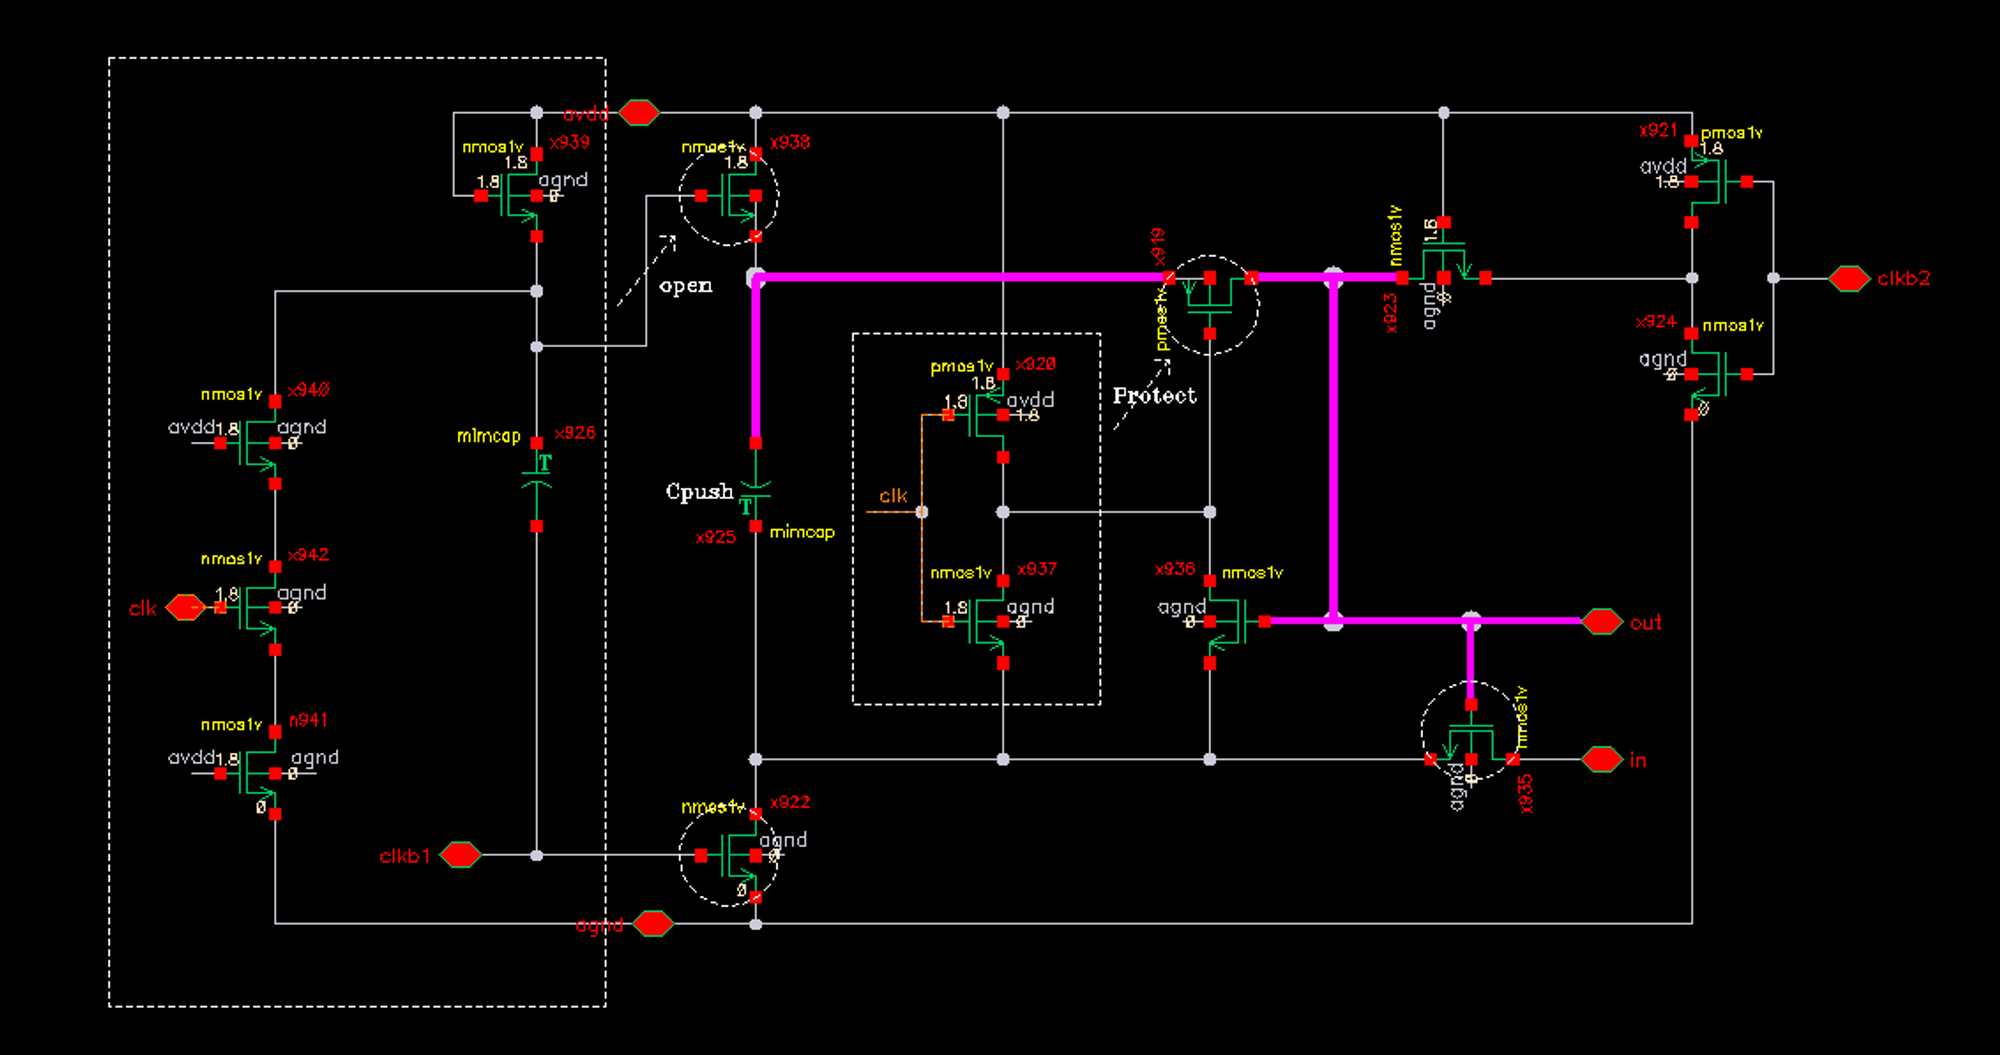 avdd
nmos1v
x939
1.8
1.8
agnd
0
nmos1v
x938
1.8
open
x921
pmos1v
1.8
avdd
1.8
x919
pmos1v
Protect
nmos1v
1.8
x923
agnd
0
clkb2
x924
nmos1v
agnd
0
0
nmos1v
x940
avdd
1.8
agnd
0
mimcap
x926
T
Cpush
T
x925
mimcap
pmos1v
x920
1.8
1.8
avdd
1.8
clk
nmos1v
x937
1.8
agnd
0
x936
nmos1v
agnd
0
out
nmos1v
x942
clk
1.8
agnd
0
nmos1v
n941
avdd
1.8
agnd
0
0
nmos1v
agnd
0
x935
in
nmos1v
x922
agnd
0
0
clkb1
agnd